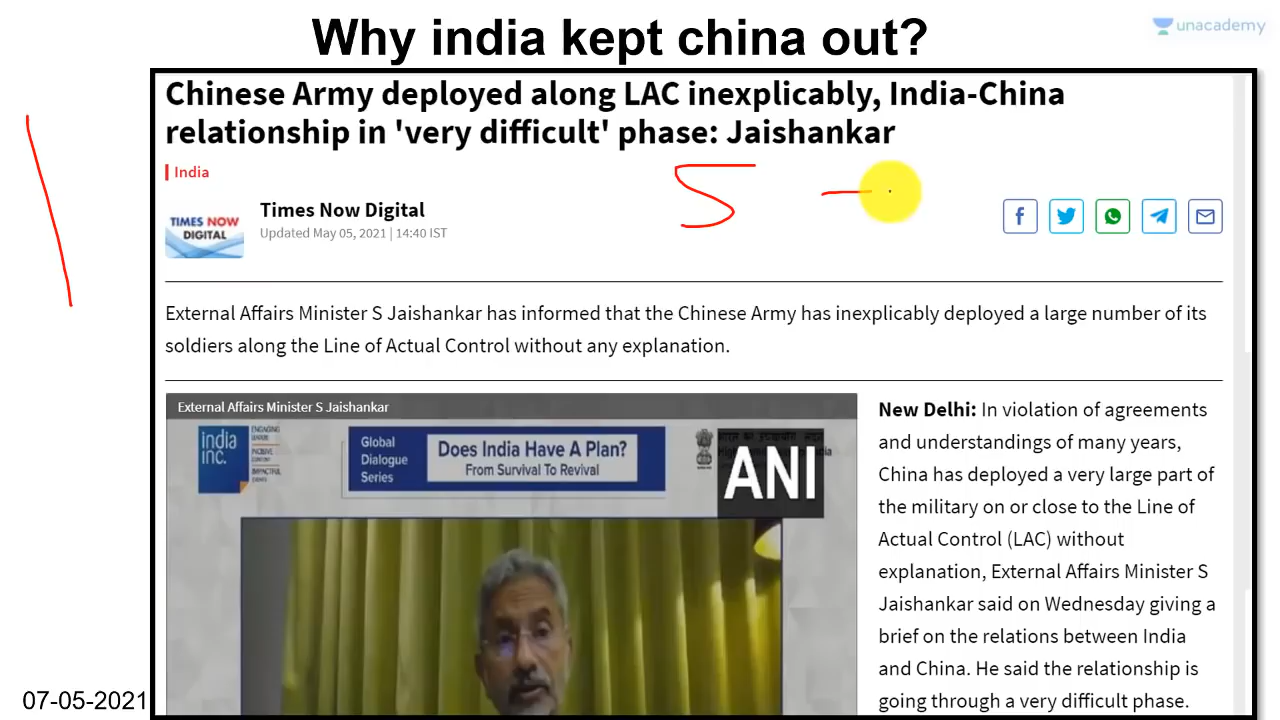 Why india kept china out?
unacademy
Chinese Army deployed along LAC inexplicably, India-China
relationship in 'very difficult' phase: Jaishankar
India
TIMES NOW
DIGITAL
Times Now Digital
Updated May 05, 2021 | 14:40 IST
5 -
External Affairs Minister S Jaishankar has informed that the Chinese Army has inexplicably deployed a large number of its
soldiers along the Line of Actual Control without any explanation.
External Affairs Minister S Jaishankar
india
inc.
Global
Dialogue
Series
Does India Have A Plan?
From Survival To Revival
ANI
New Delhi: In violation of agreements
and understandings of many years,
China has deployed a very large part of
the military on or close to the Line of
Actual Control (LAC) without
explanation, External Affairs Minister S
Jaishankar said on Wednesday giving a
brief on the relations between India
and China. He said the relationship is
going through a very difficult phase.
07-05-2021